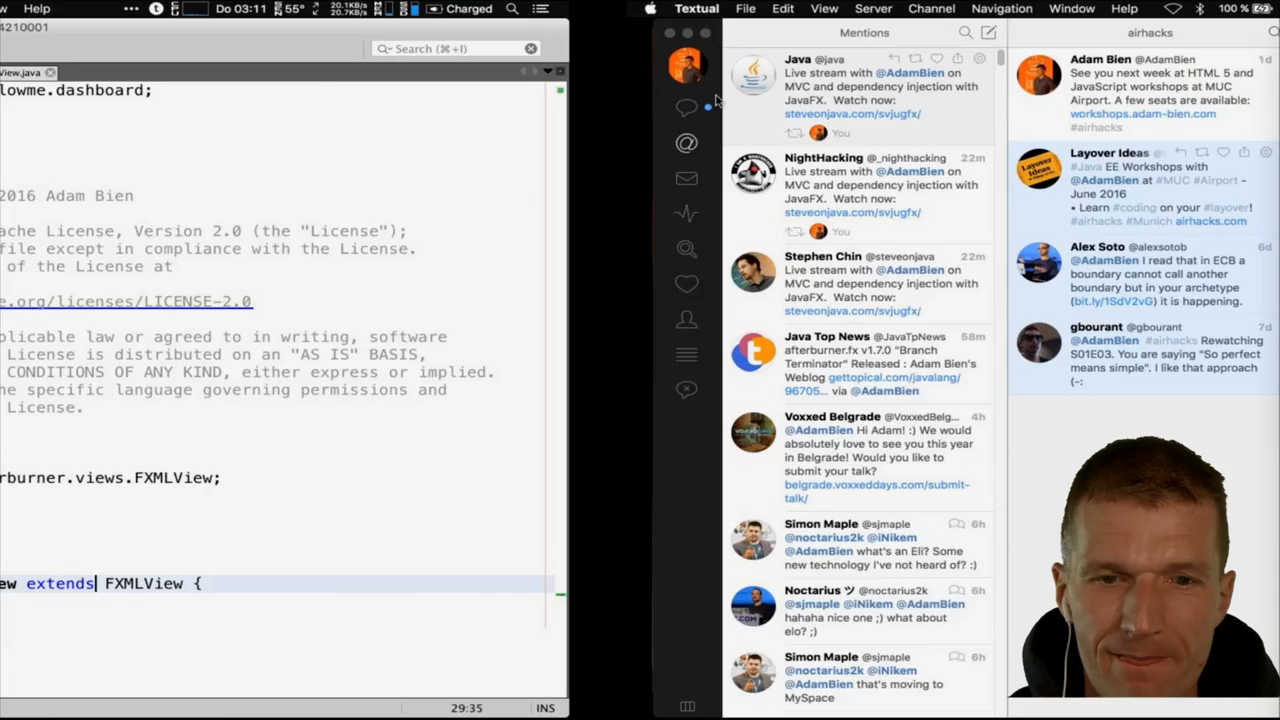 w Window Help
Do 03:11
55°
20.1KB/s
20.7KB/s
Charged
4210001
Search (⌘+I)
View.java
lowme.dashboard;
2016 Adam Bien
ache License, Version 2.0 (the "License");
file except in compliance with the License.
of the License at
e.org/licenses/LICENSE-2.0
plicable law or agreed to in writing, software
License is distributed on an "AS IS" BASIS,
CONDITIONS OF ANY KIND, either express or implied.
he specific language governing permissions and
License.
rburner.views.FXMLView;
ew extends FXMLView {
29:35 INS
Textual File Edit View Server Channel Navigation Window Help 100 %
Mentions
Java @java
Live stream with @AdamBien on
MVC and dependency injection with
JavaFX. Watch now:
steveonjava.com/svjugfx/
You
NightHacking @_nighthacking 22m
Live stream with @AdamBien on
MVC and dependency injection with
JavaFX. Watch now:
steveonjava.com/svjugfx/
You
Stephen Chin @steveonjava 22m
Live stream with @AdamBien on
MVC and dependency injection with
JavaFX. Watch now:
steveonjava.com/svjugfx/
Java Top News @JavaTpNews 58m
afterburner.fx v1.7.0 "Branch
Terminator" Released : Adam Bien's
Weblog gettopical.com/javalang/
96705... via @AdamBien
Voxxed Belgrade @VoxxedBelg... 4h
@AdamBien Hi Adam! :) We would
absolutely love to see you this year
in Belgrade! Would you like to
submit your talk?
belgrade.voxxeddays.com/submit-
talk/
Simon Maple @sjmaple 6h
@noctarius2k @iNikem
@AdamBien what's an Eli? Some
new technology I've not heard of? :)
Noctarius ツ @noctarius2k 6h
@sjmaple @iNikem @AdamBien
hahaha nice one ;) what about
elo? ;)
Simon Maple @sjmaple 6h
@noctarius2k @iNikem
@AdamBien that's moving to
MySpace
airhacks
Adam Bien @AdamBien 1d
See you next week at HTML 5 and
JavaScript workshops at MUC
Airport. A few seats are available:
workshops.adam-bien.com
#airhacks
Layover Ideas
#Java EE Workshops with
@AdamBien at #MUC #Airport -
June 2016
• Learn #coding on your #layover!
#airhacks #Munich airhacks.com
Alex Soto @alexsotob 6d
@AdamBien I read that in ECB a
boundary cannot call another
boundary but in your archetype
(bit.ly/1SdV2vG) it is happening.
gbourant @gbourant 7d
@AdamBien #airhacks Rewatching
S01E03. You are saying "So perfect
means simple". I like that approach
(-: